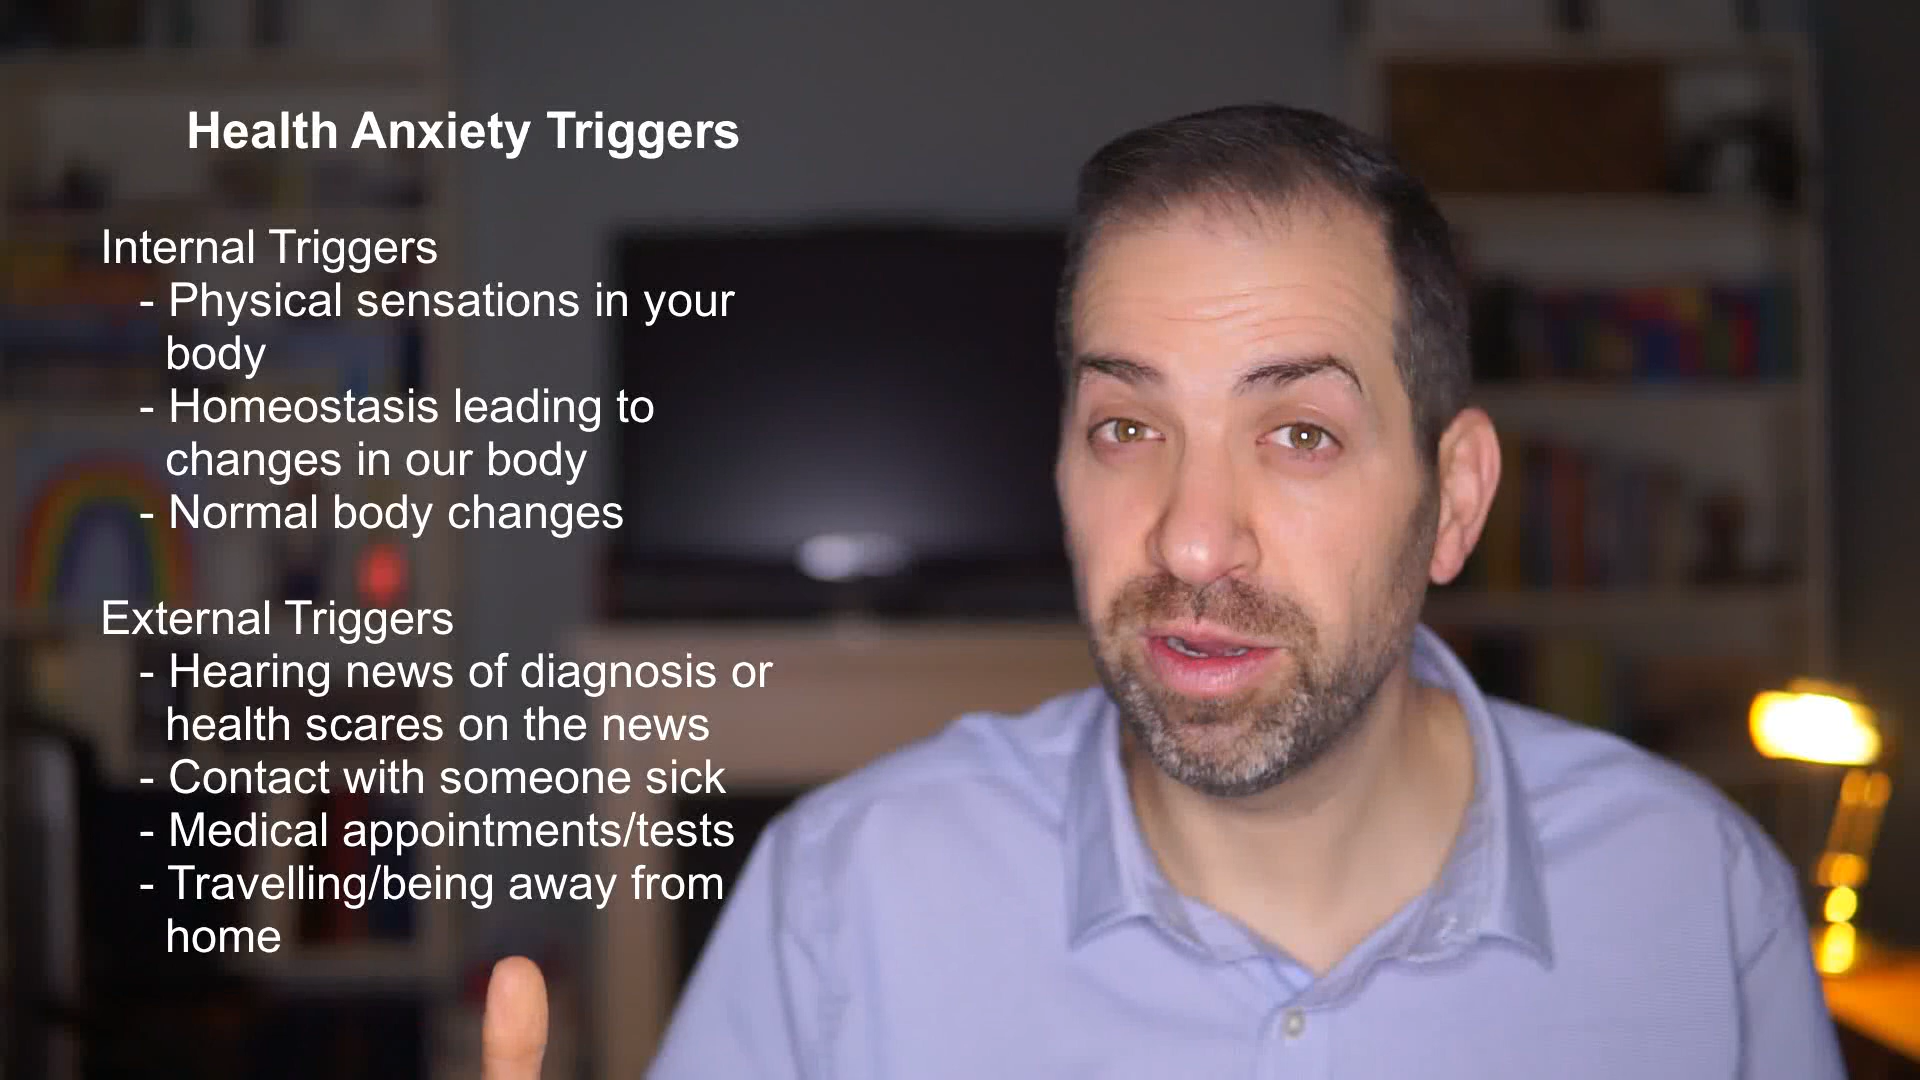 Health Anxiety Triggers
Internal Triggers
- Physical sensations in your
body
- Homeostasis leading to
changes in our body
- Normal body changes
External Triggers
- Hearing news of diagnosis or
health scares on the news
- Contact with someone sick
- Medical appointments/tests
- Travelling/being away from
home